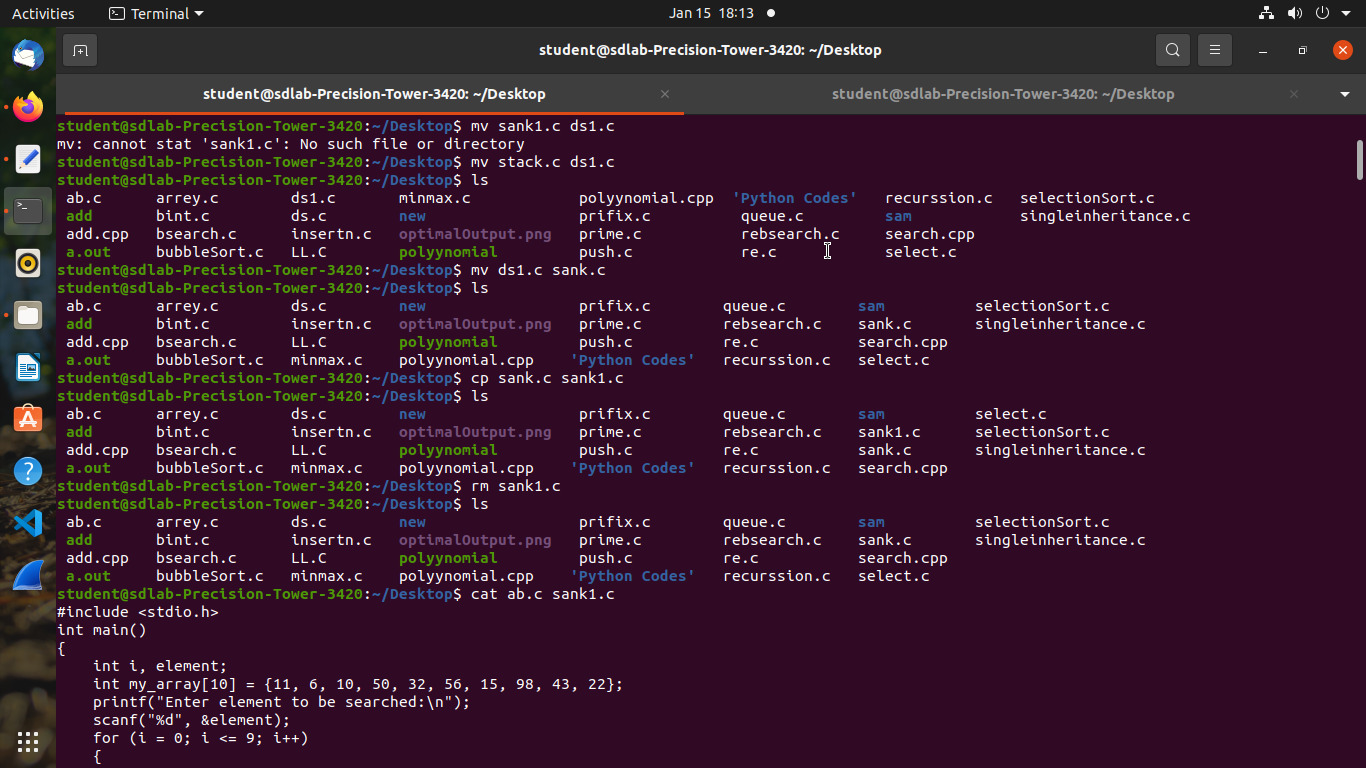 Activities Terminal Jan 15 18:13
student@sdlab-Precision-Tower-3420: ~/Desktop
student@sdlab-Precision-Tower-3420: ~/Desktop student@sdlab-Precision-Tower-3420: ~/Desktop
student@sdlab-Precision-Tower-3420:~/Desktop$ mv sank1.c ds1.c
mv: cannot stat 'sank1.c': No such file or directory
student@sdlab-Precision-Tower-3420:~/Desktop$ mv stack.c ds1.c
student@sdlab-Precision-Tower-3420:~/Desktop$ ls
ab.c arrey.c ds1.c minmax.c polyynomial.cpp 'Python Codes' recurssion.c selectionSort.c
add bint.c ds.c new prifix.c queue.c sam singleinheritance.c
add.cpp bsearch.c insertn.c optimalOutput.png prime.c rebsearch.c search.cpp
a.out bubbleSort.c LL.C polyynomial push.c re.c select.c
student@sdlab-Precision-Tower-3420:~/Desktop$ mv ds1.c sank.c
student@sdlab-Precision-Tower-3420:~/Desktop$ ls
ab.c arrey.c ds.c new prifix.c queue.c sam selectionSort.c
add bint.c insertn.c optimalOutput.png prime.c rebsearch.c sank.c singleinheritance.c
add.cpp bsearch.c LL.C polyynomial push.c re.c search.cpp
a.out bubbleSort.c minmax.c polyynomial.cpp 'Python Codes' recurssion.c select.c
student@sdlab-Precision-Tower-3420:~/Desktop$ cp sank.c sank1.c
student@sdlab-Precision-Tower-3420:~/Desktop$ ls
ab.c arrey.c ds.c new prifix.c queue.c sam select.c
add bint.c insertn.c optimalOutput.png prime.c rebsearch.c sank1.c selectionSort.c
add.cpp bsearch.c LL.C polyynomial push.c re.c sank.c singleinheritance.c
a.out bubbleSort.c minmax.c polyynomial.cpp 'Python Codes' recurssion.c search.cpp
student@sdlab-Precision-Tower-3420:~/Desktop$ rm sank1.c
student@sdlab-Precision-Tower-3420:~/Desktop$ ls
ab.c arrey.c ds.c new prifix.c queue.c sam selectionSort.c
add bint.c insertn.c optimalOutput.png prime.c rebsearch.c sank.c singleinheritance.c
add.cpp bsearch.c LL.C polyynomial push.c re.c search.cpp
a.out bubbleSort.c minmax.c polyynomial.cpp 'Python Codes' recurssion.c select.c
student@sdlab-Precision-Tower-3420:~/Desktop$ cat ab.c sank1.c
#include <stdio.h>
int main()
{
    int i, element;
    int my_array[10] = {11, 6, 10, 50, 32, 56, 15, 98, 43, 22};
    printf("Enter element to be searched:\n");
    scanf("%d", &element);
    for (i = 0; i <= 9; i++)
    {